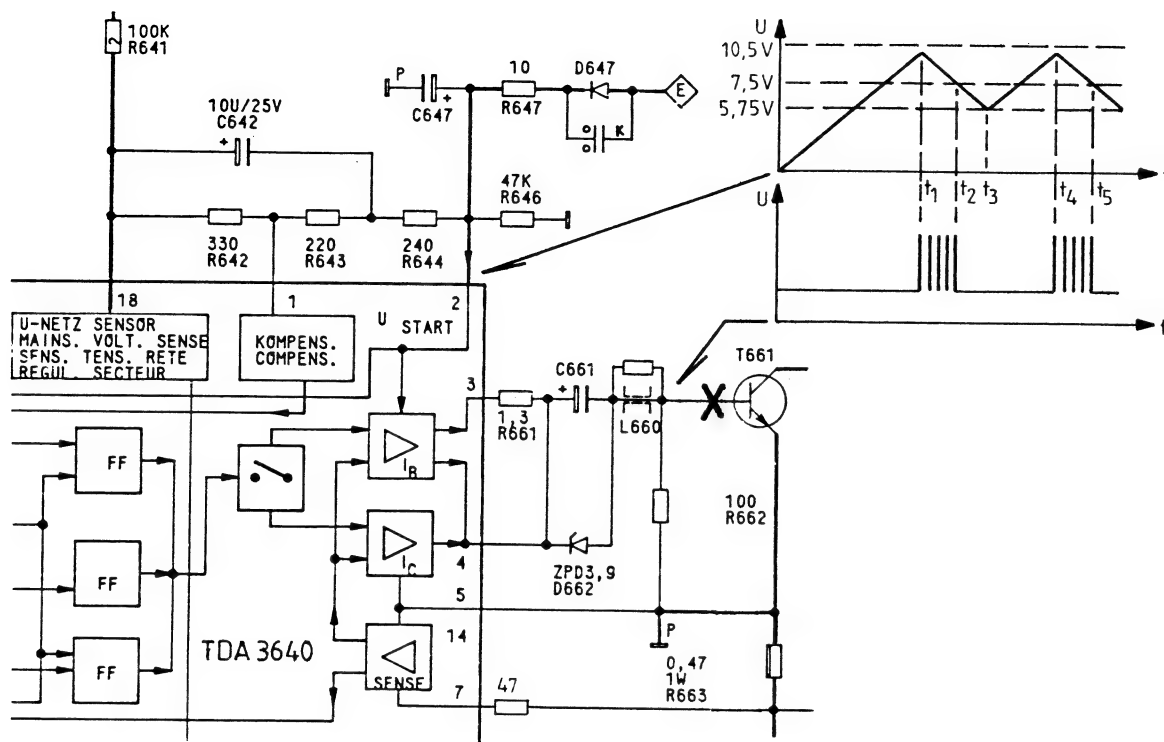 100K
R641
2
10U/25V
C642
+
330
R642
220
R643
240
R644
P
C647
+
10
R647
D647
K
E
47K
R646
U
10,5V
7,5V
5,75V
t1
t2
t3
t4
t5
U
t
18
1
2
U
START
U-NETZ SENSOR
MAINS. VOLT. SENSE
SENS. TENS. RETE
REGUL. SECTEUR
KOMPENS.
COMPENS.
FF
FF
FF
TDA 3640
IB
IC
SENSE
3
4
5
14
7
1,3
R661
C661
+
L660
T661
ZPD3,9
D662
100
R662
P
0,47
1W
R663
47